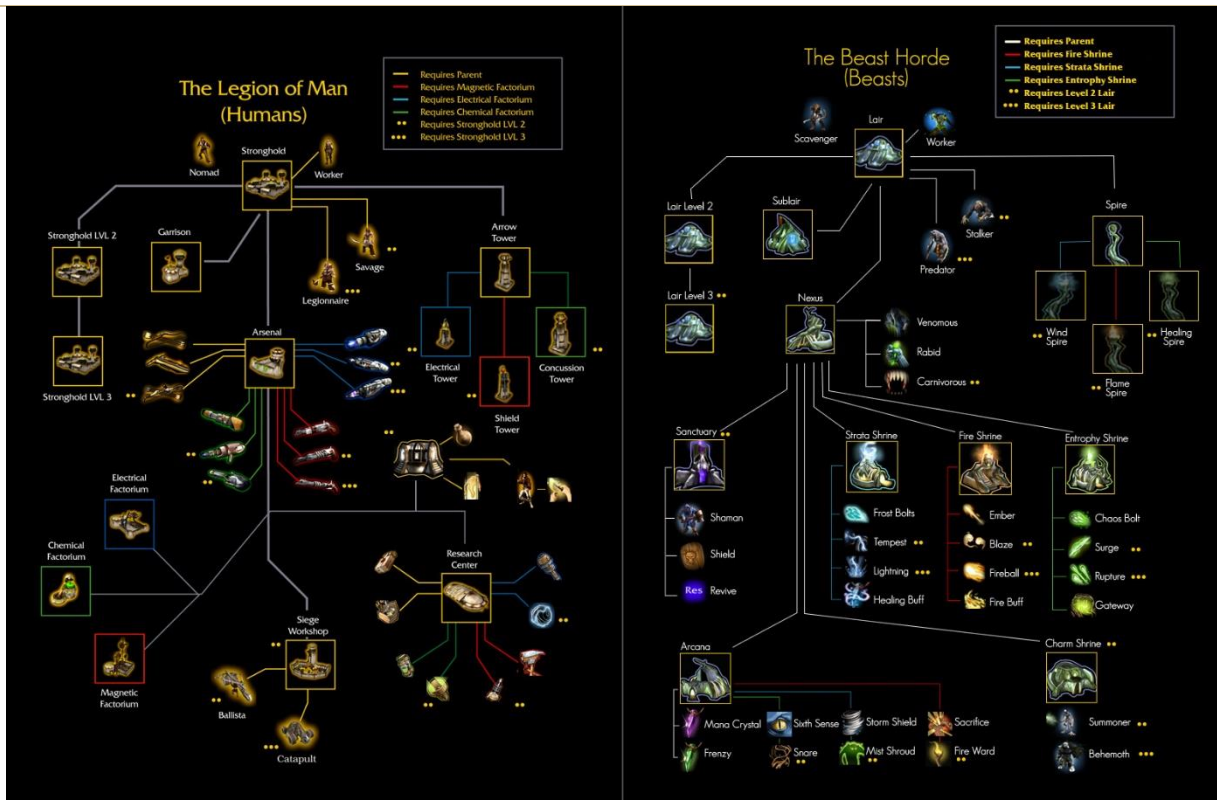 The Legion of Man
(Humans)
Requires Parent
Requires Magnetic Factorium
Requires Electrical Factorium
Requires Chemical Factorium
Requires Stronghold LVL 2
Requires Stronghold LVL 3
Stronghold
Nomad
Worker
Stronghold LVL 2
Garrison
Savage
Legionnaire
Arrow
Tower
Arsenal
Stronghold LVL 3
Electrical
Tower
Concussion
Tower
Shield
Tower
Electrical
Factorium
Chemical
Factorium
Magnetic
Factorium
Research
Center
Siege
Workshop
Ballista
Catapult
The Beast Horde
(Beasts)
Requires Parent
Requires Fire Shrine
Requires Strata Shrine
Requires Entrophy Shrine
Requires Level 2 Lair
Requires Level 3 Lair
Scavenger
Lair
Worker
Lair Level 2
Sublair
Stalker
Predator
Spire
Lair Level 3
Nexus
Venomous
Rabid
Carnivorous
Wind
Spire
Healing
Spire
Flame
Spire
Sanctuary
Shaman
Shield
Res
Revive
Strata Shrine
Frost Bolts
Tempest
Lightning
Healing Buff
Fire Shrine
Ember
Blaze
Fireball
Fire Buff
Entrophy Shrine
Chaos Bolt
Surge
Rupture
Gateway
Arcana
Mana Crystal
Sixth Sense
Storm Shield
Sacrifice
Frenzy
Snare
Mist Shroud
Fire Ward
Charm Shrine
Summoner
Behemoth